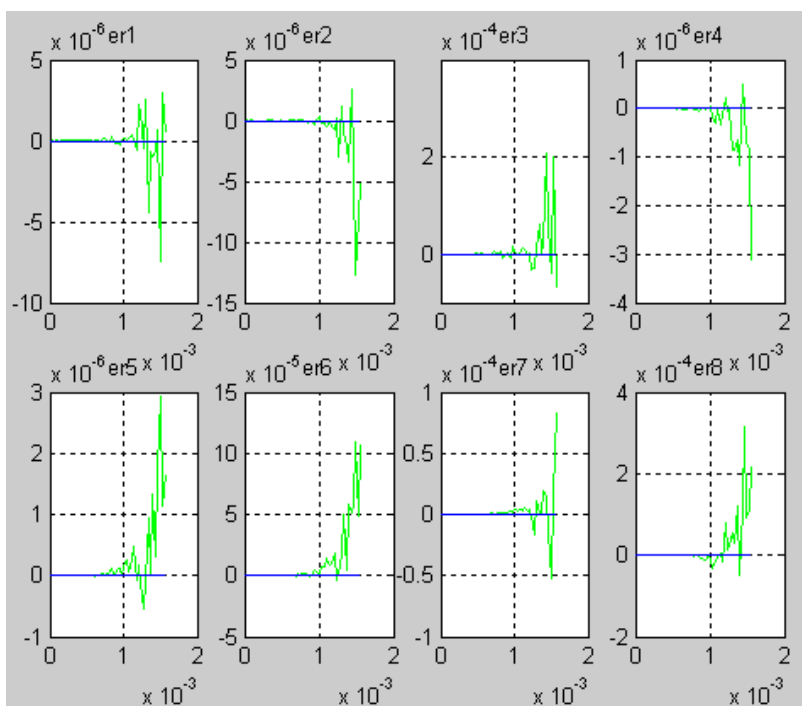 x 10⁻⁶ er1
5
0
-5
-10
0 1 2
x 10⁻³
x 10⁻⁶ er2
5
0
-5
-10
-15
0 1 2
x 10⁻³
x 10⁻⁴ er3
2
0
0 1 2
x 10⁻³
x 10⁻⁶ er4
1
0
-1
-2
-3
-4
0 1 2
x 10⁻³
x 10⁻⁶ er5
3
2
1
0
-1
0 1 2
x 10⁻³
x 10⁻⁵ er6
15
10
5
0
-5
0 1 2
x 10⁻³
x 10⁻⁴ er7
1
0.5
0
-0.5
-1
0 1 2
x 10⁻³
x 10⁻⁴ er8
4
2
0
-2
0 1 2
x 10⁻³